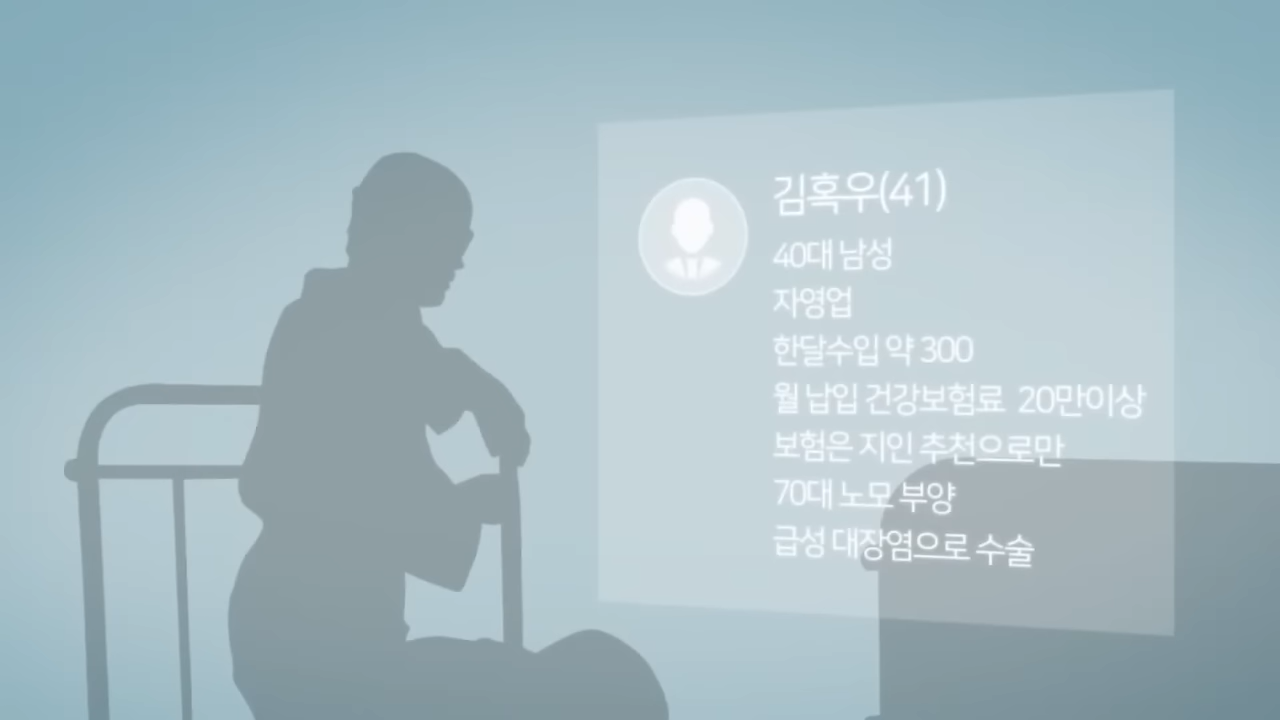 김혹우(41)
40대 남성
자영업
한달수입 약 300
월 납입 건강보험료 20만이상
보험은 지인 추천으로만
70대 노모 부양
급성 대장염으로 수술